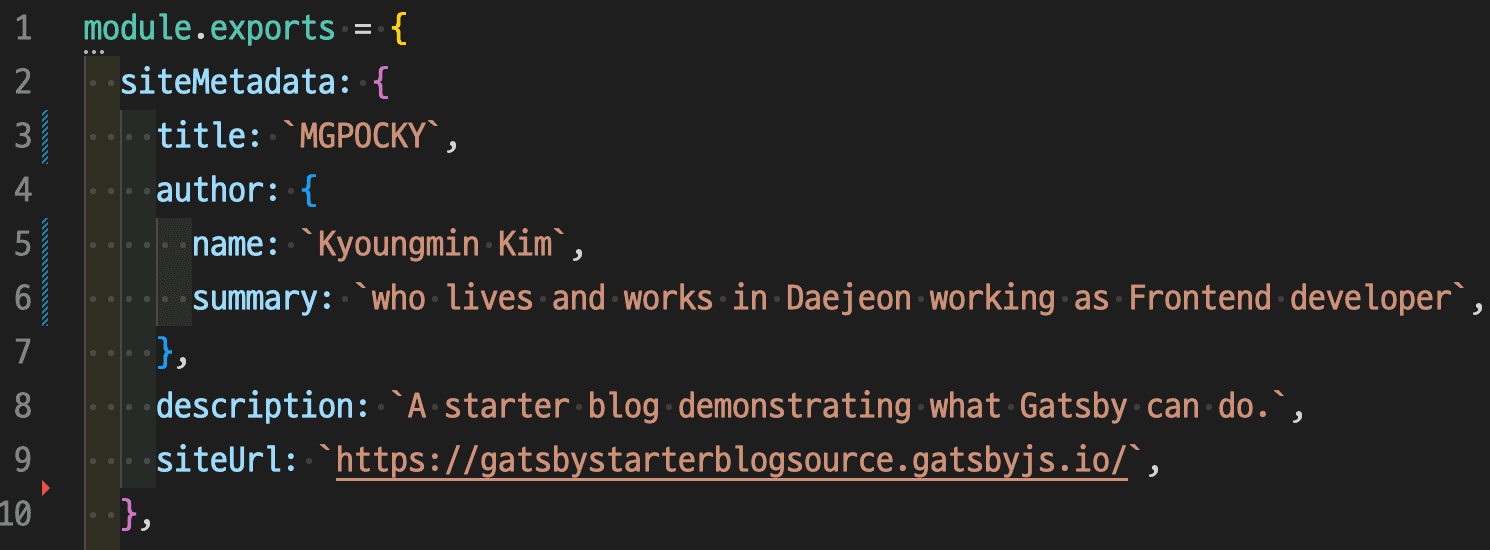 1 module.exports = {
2   siteMetadata: {
3     title: `MGPOCKY`,
4     author: {
5       name: `Kyoungmin Kim`,
6       summary: `who lives and works in Daejeon working as Frontend developer`,
7     },
8     description: `A starter blog demonstrating what Gatsby can do.`,
9     siteUrl: `https://gatsbystarterblogsource.gatsbyjs.io/`,
10   },